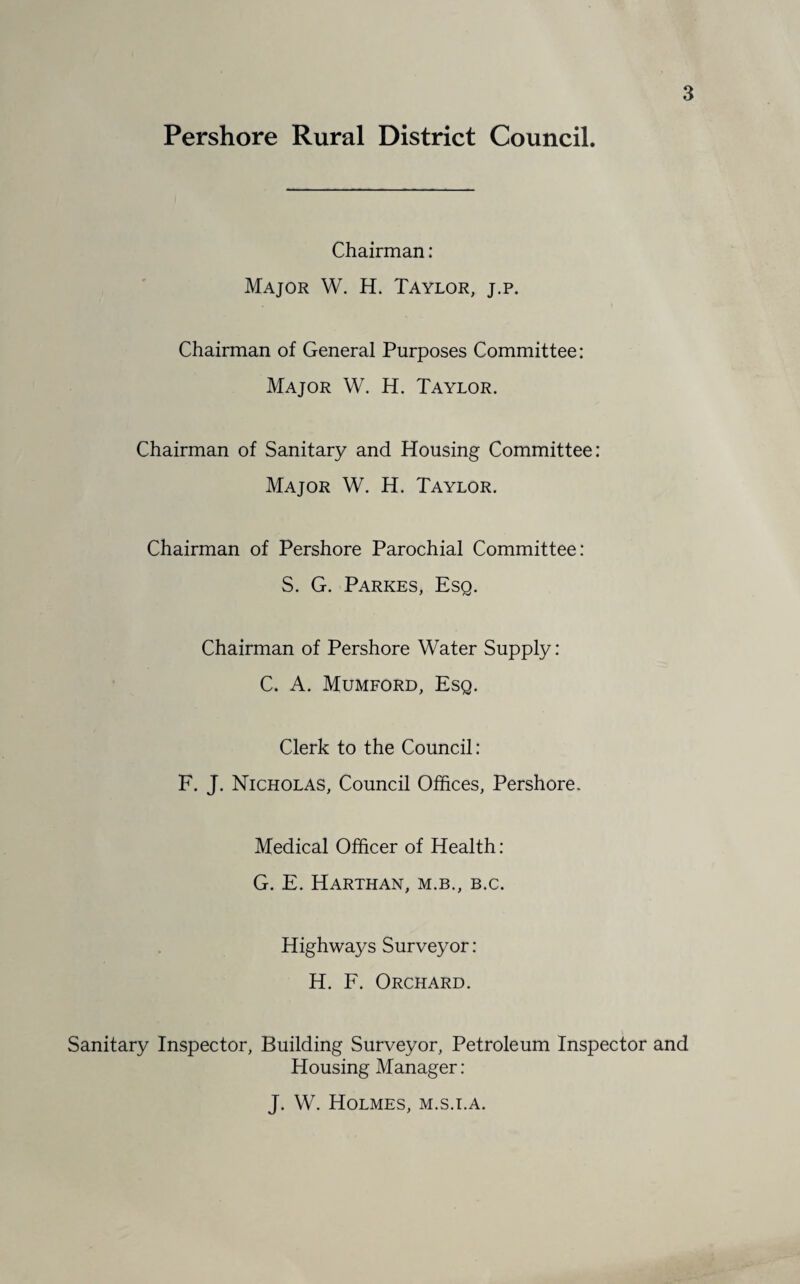 3
Pershore Rural District Council.
Chairman:
Major W. H. Taylor, j.p.
Chairman of General Purposes Committee:
Major W. H. Taylor.
Chairman of Sanitary and Housing Committee:
Major W. H. Taylor.
Chairman of Pershore Parochial Committee:
S. G. Parkes, Esq.
Chairman of Pershore Water Supply:
C. A. Mumford, Esq.
Clerk to the Council:
F. J. Nicholas, Council Offices, Pershore.
Medical Officer of Health:
G. E. Harthan, m.b., b.c.
Highways Surveyor:
H. F. Orchard.
Sanitary Inspector, Building Surveyor, Petroleum Inspector and
Housing Manager:
J. W. Holmes, m.s.i.a.